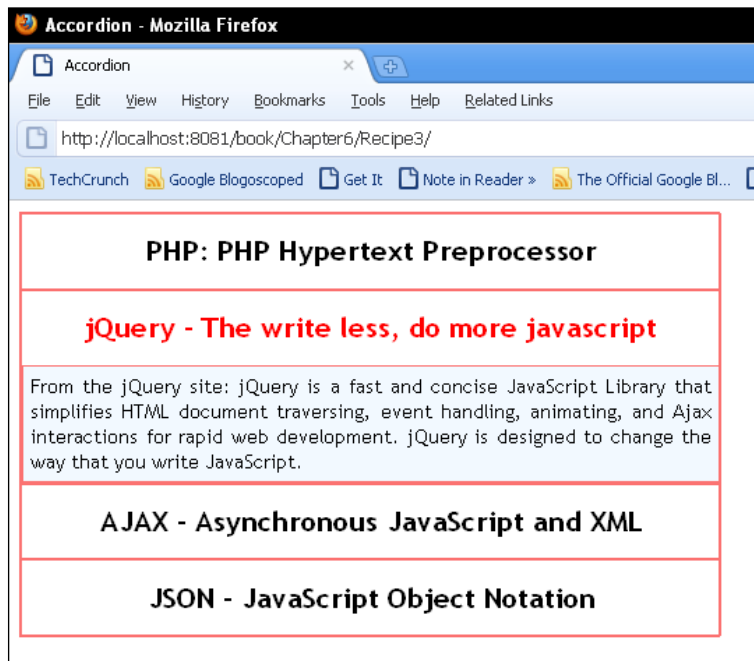 Accordion - Mozilla Firefox
Accordion
File Edit View History Bookmarks Tools Help Related Links
http://localhost:8081/book/Chapter6/Recipe3/
TechCrunch Google Blogoscoped Get It Note in Reader » The Official Google Bl...
PHP: PHP Hypertext Preprocessor
jQuery - The write less, do more javascript
From the jQuery site: jQuery is a fast and concise JavaScript Library that
simplifies HTML document traversing, event handling, animating, and Ajax
interactions for rapid web development. jQuery is designed to change the
way that you write JavaScript.
AJAX - Asynchronous JavaScript and XML
JSON - JavaScript Object Notation